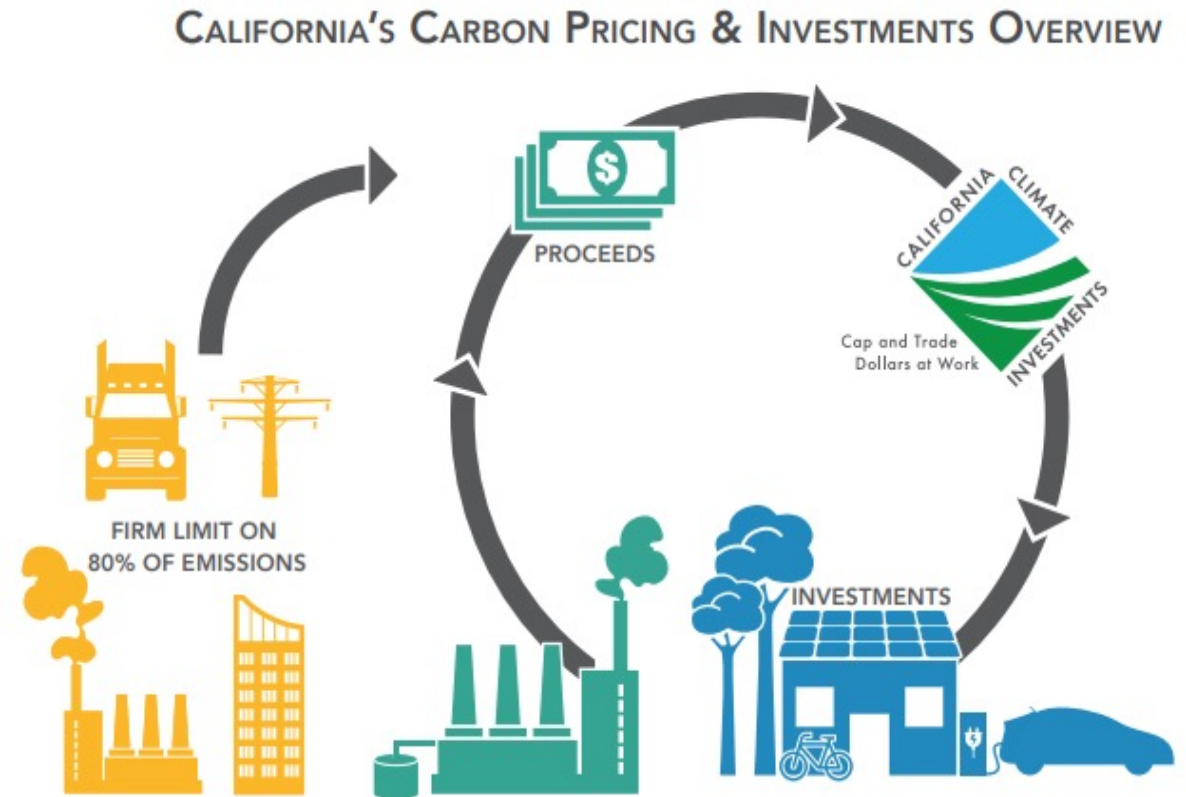 CALIFORNIA'S CARBON PRICING & INVESTMENTS OVERVIEW
$
PROCEEDS
CALIFORNIA
CLIMATE
INVESTMENTS
Cap and Trade
Dollars at Work
FIRM LIMIT ON
80% OF EMISSIONS
INVESTMENTS